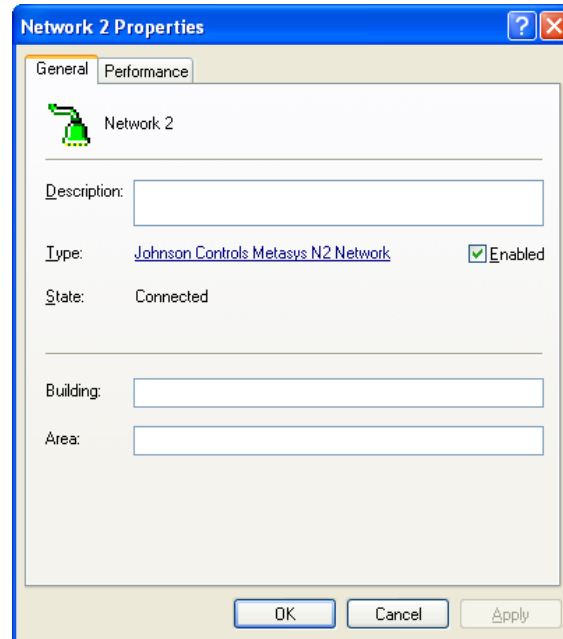 Network 2 Properties
General Performance
Network 2
Description:
Type: Johnson Controls Metasys N2 Network Enabled
State: Connected
Building:
Area:
OK Cancel Apply